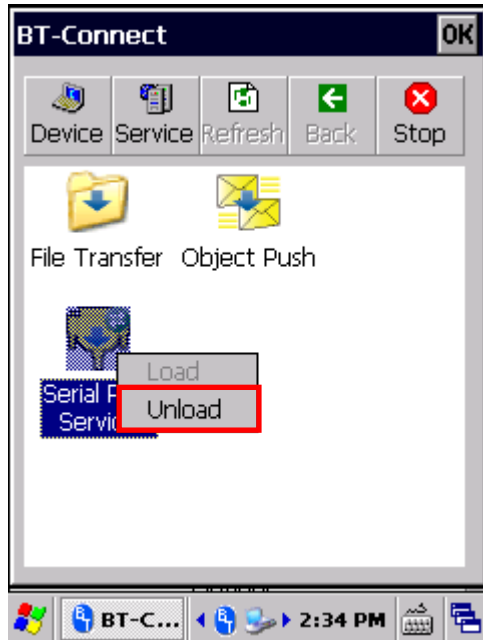 BT-Connect OK
Device Service Refresh Back Stop
File Transfer Object Push
Load
Serial
Unload
BT-C... 2:34 PM